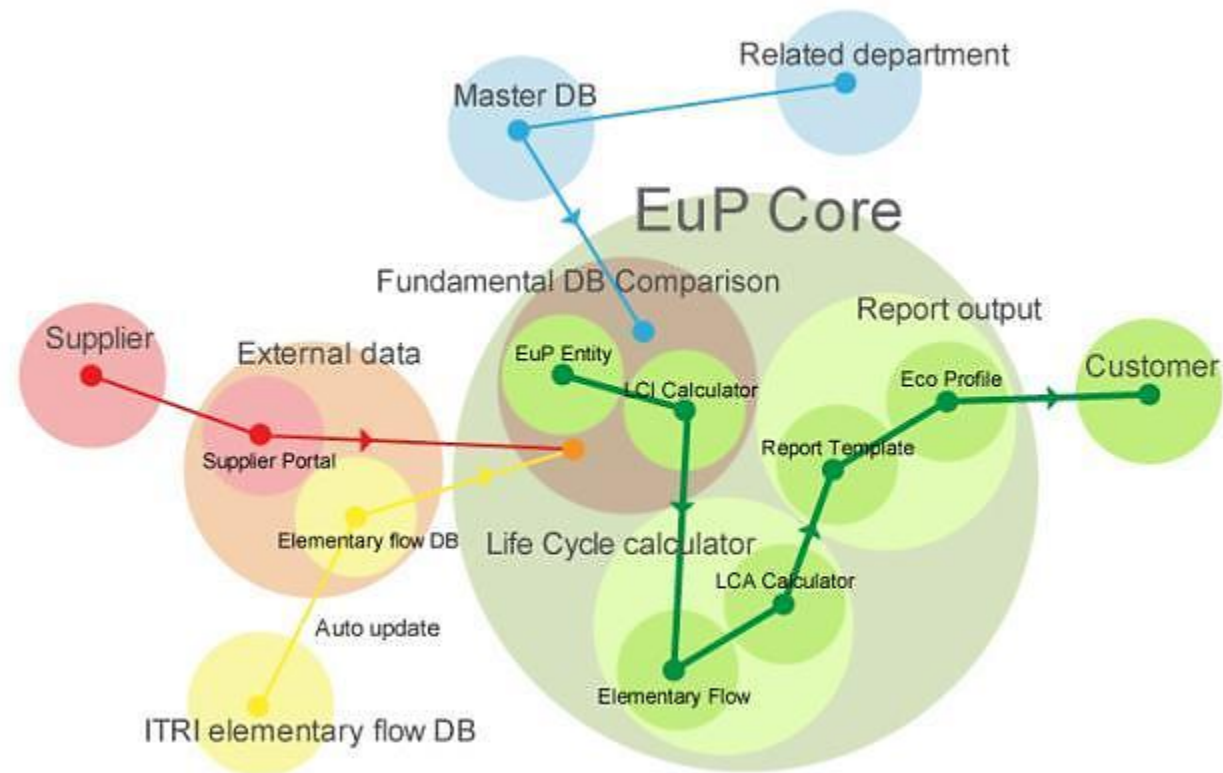 Related department
Master DB
EuP Core
Fundamental DB Comparison
Report output
Supplier
External data
EuP Entity
Customer
Eco Profile
LCI Calculator
Report Template
Supplier Portal
Elementary flow DB
Life Cycle calculator
LCA Calculator
Auto update
Elementary Flow
ITRI elementary flow DB